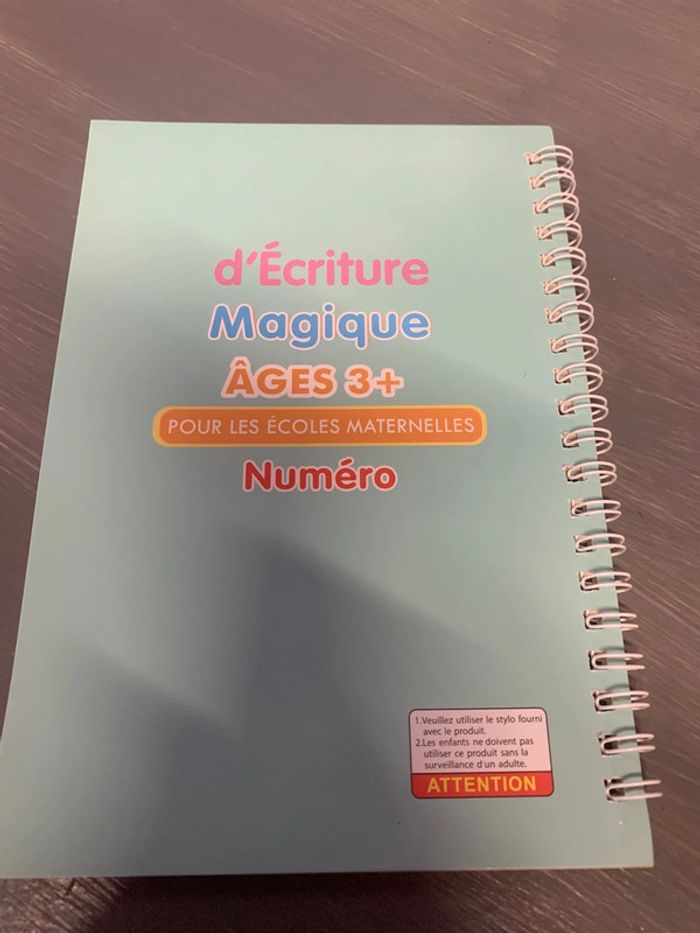 d'Écriture
Magique
ÂGES 3+
POUR LES ÉCOLES MATERNELLES
Numéro
1.Veuillez utiliser le stylo fourni
avec le produit.
2.Les enfants ne doivent pas
utiliser ce produit sans la
surveillance d'un adulte.
ATTENTION